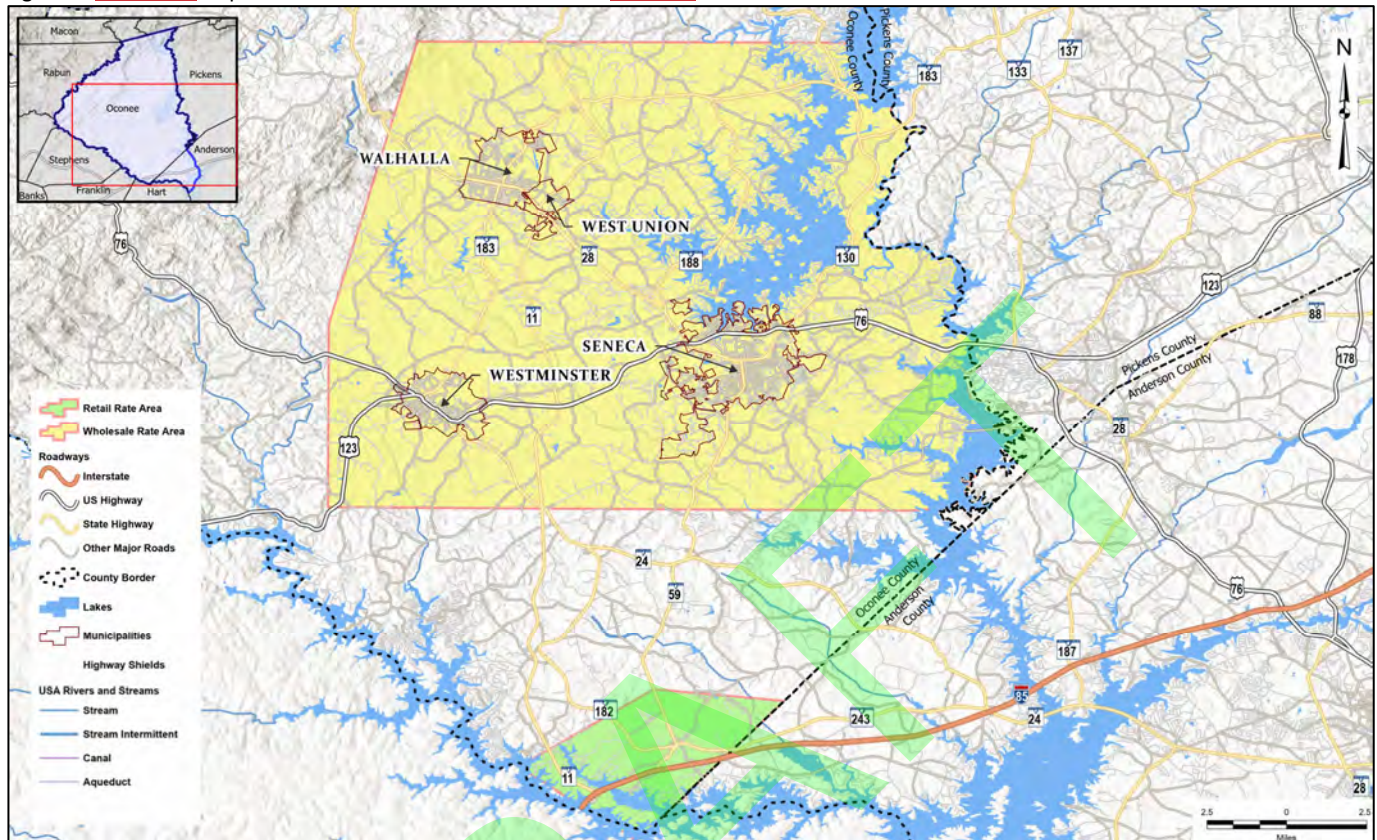 Macon
Rabun
Pickens
Oconee
Stephens
Anderson
Banks
Franklin
Hart
Oconee County
Pickens County
183
133
137
N
WALHALLA
WEST UNION
76
183
28
188
130
11
123
76
88
SENECA
WESTMINSTER
Pickens County
Anderson County
178
28
123
Retail Rate Area
Wholesale Rate Area
Roadways
Interstate
US Highway
State Highway
Other Major Roads
County Border
Lakes
Municipalities
Highway Shields
USA Rivers and Streams
Stream
Stream Intermittent
Canal
Aqueduct
24
59
Oconee County
Anderson
County
76
187
182
243
85
24
11
28
2.5
0
2.5
Miles